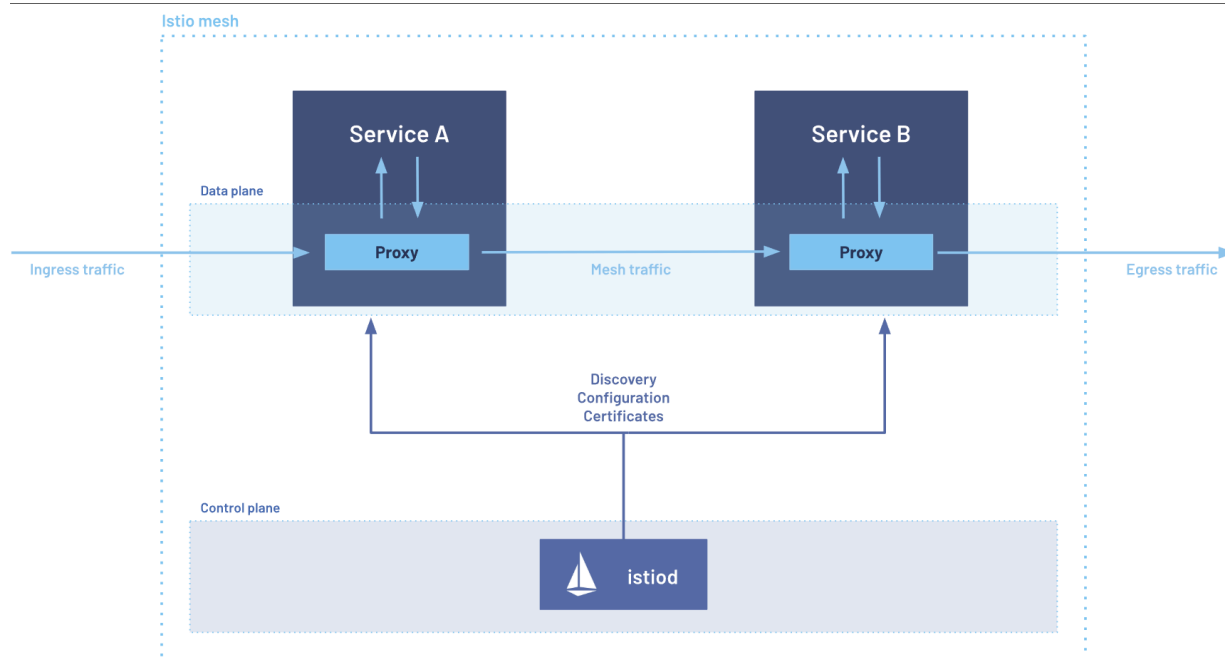 Istio mesh
Service A
Service B
Data plane
Proxy
Proxy
Ingress traffic
Mesh traffic
Egress traffic
Discovery
Configuration
Certificates
Control plane
istiod